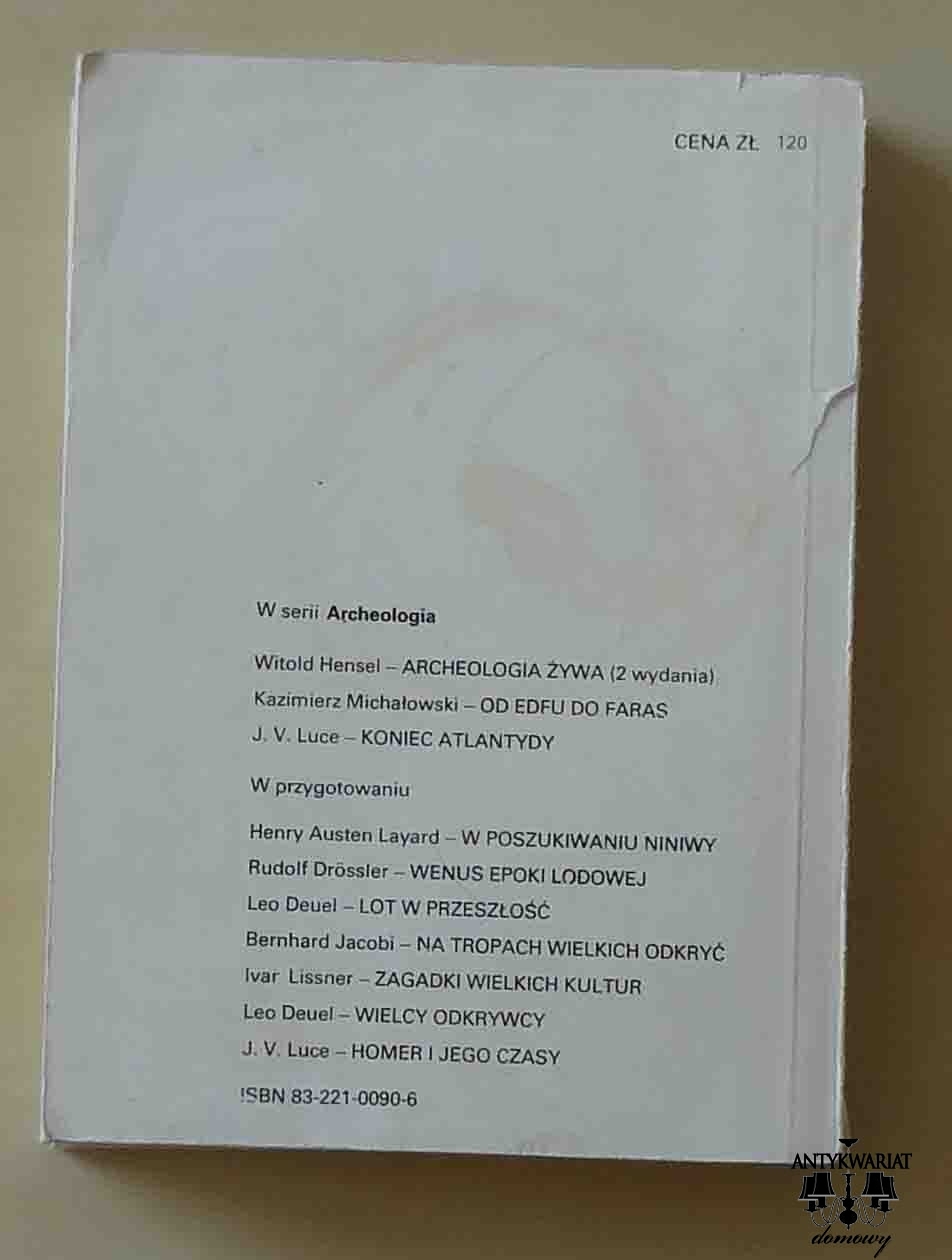 CENA ZŁ 120
W serii Archeologia
Witold Hensel – ARCHEOLOGIA ŻYWA (2 wydania)
Kazimierz Michałowski – OD EDFU DO FARAS
J. V. Luce – KONIEC ATLANTYDY
W przygotowaniu
Henry Austen Layard – W POSZUKIWANIU NINIWY
Rudolf Drössler – WENUS EPOKI LODOWEJ
Leo Deuel – LOT W PRZESZŁOŚĆ
Bernhard Jacobi – NA TROPACH WIELKICH ODKRYĆ
Ivar Lissner – ZAGADKI WIELKICH KULTUR
Leo Deuel – WIELCY ODKRYWCY
J. V. Luce – HOMER I JEGO CZASY
ISBN 83-221-0090-6
ANTYKWARIAT
domowy